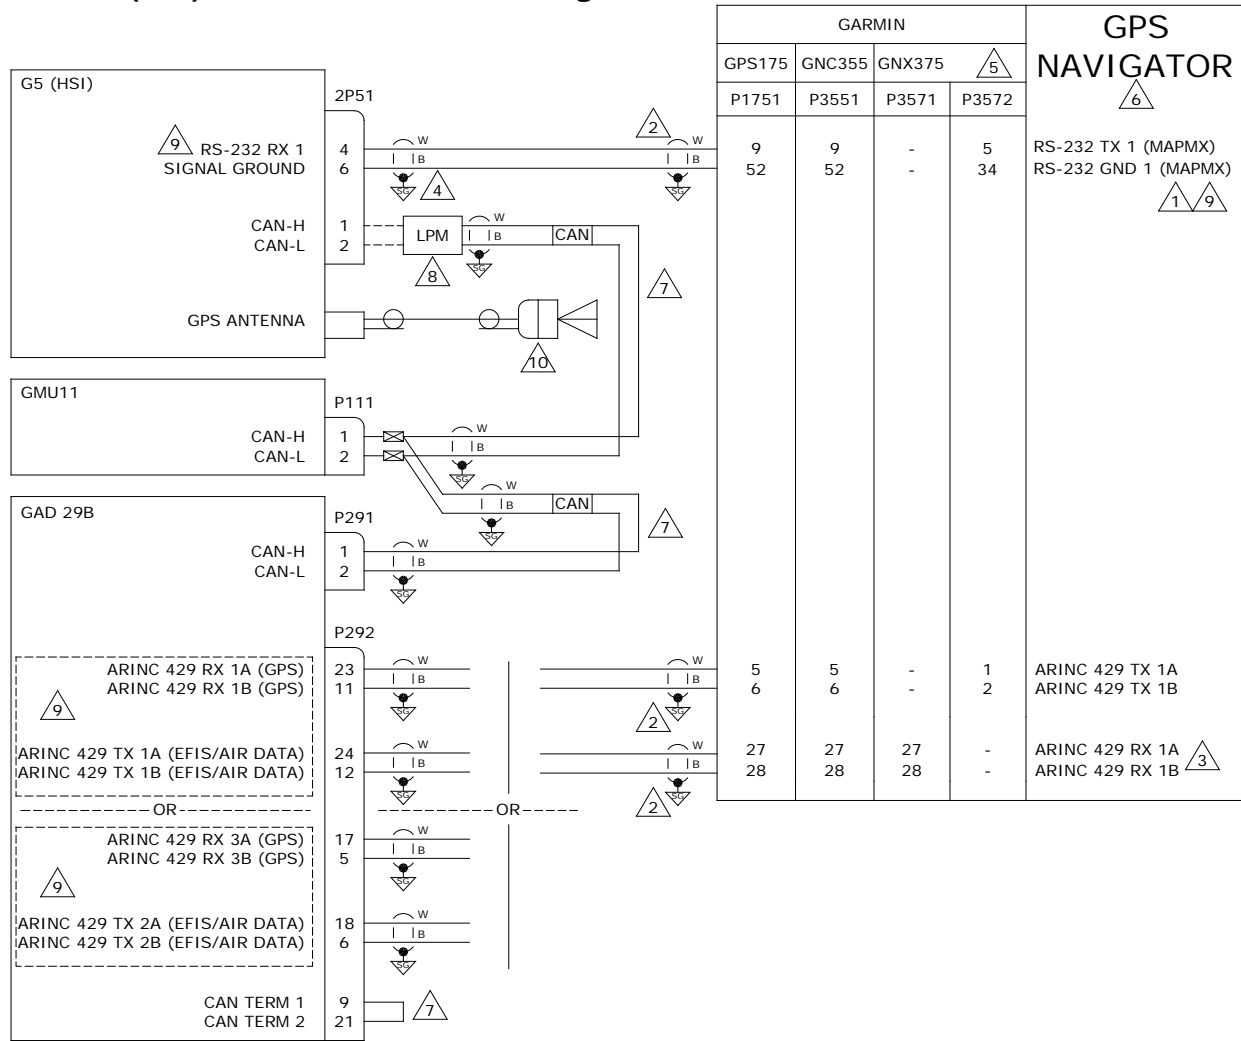 GARMIN
GPS
NAVIGATOR
6
GPS175 GNC355 GNX375 5
P1751 P3551 P3571 P3572
G5 (HSI)
2P51
9 RS-232 RX 1 4 W 2 W 9 9 - 5 RS-232 TX 1 (MAPMX)
SIGNAL GROUND 6 B B 52 52 - 34 RS-232 GND 1 (MAPMX)
SG 4 SG 1 9
CAN-H 1 LPM W CAN
CAN-L 2 B
8 SG 7
GPS ANTENNA
10
GMU11
P111
CAN-H 1 W
CAN-L 2 B
SG
W
B CAN
SG 7
GAD 29B
P291
CAN-H 1 W
CAN-L 2 B
SG
P292
ARINC 429 RX 1A (GPS) 23 W W 5 5 - 1 ARINC 429 TX 1A
ARINC 429 RX 1B (GPS) 11 B B 6 6 - 2 ARINC 429 TX 1B
9 SG 2 SG
ARINC 429 TX 1A (EFIS/AIR DATA) 24 W W 27 27 27 - ARINC 429 RX 1A
ARINC 429 TX 1B (EFIS/AIR DATA) 12 B B 28 28 28 - ARINC 429 RX 1B 3
SG 2 SG
OR OR
ARINC 429 RX 3A (GPS) 17 W
ARINC 429 RX 3B (GPS) 5 B
9 SG
ARINC 429 TX 2A (EFIS/AIR DATA) 18 W
ARINC 429 TX 2B (EFIS/AIR DATA) 6 B
SG
CAN TERM 1 9
CAN TERM 2 21
7